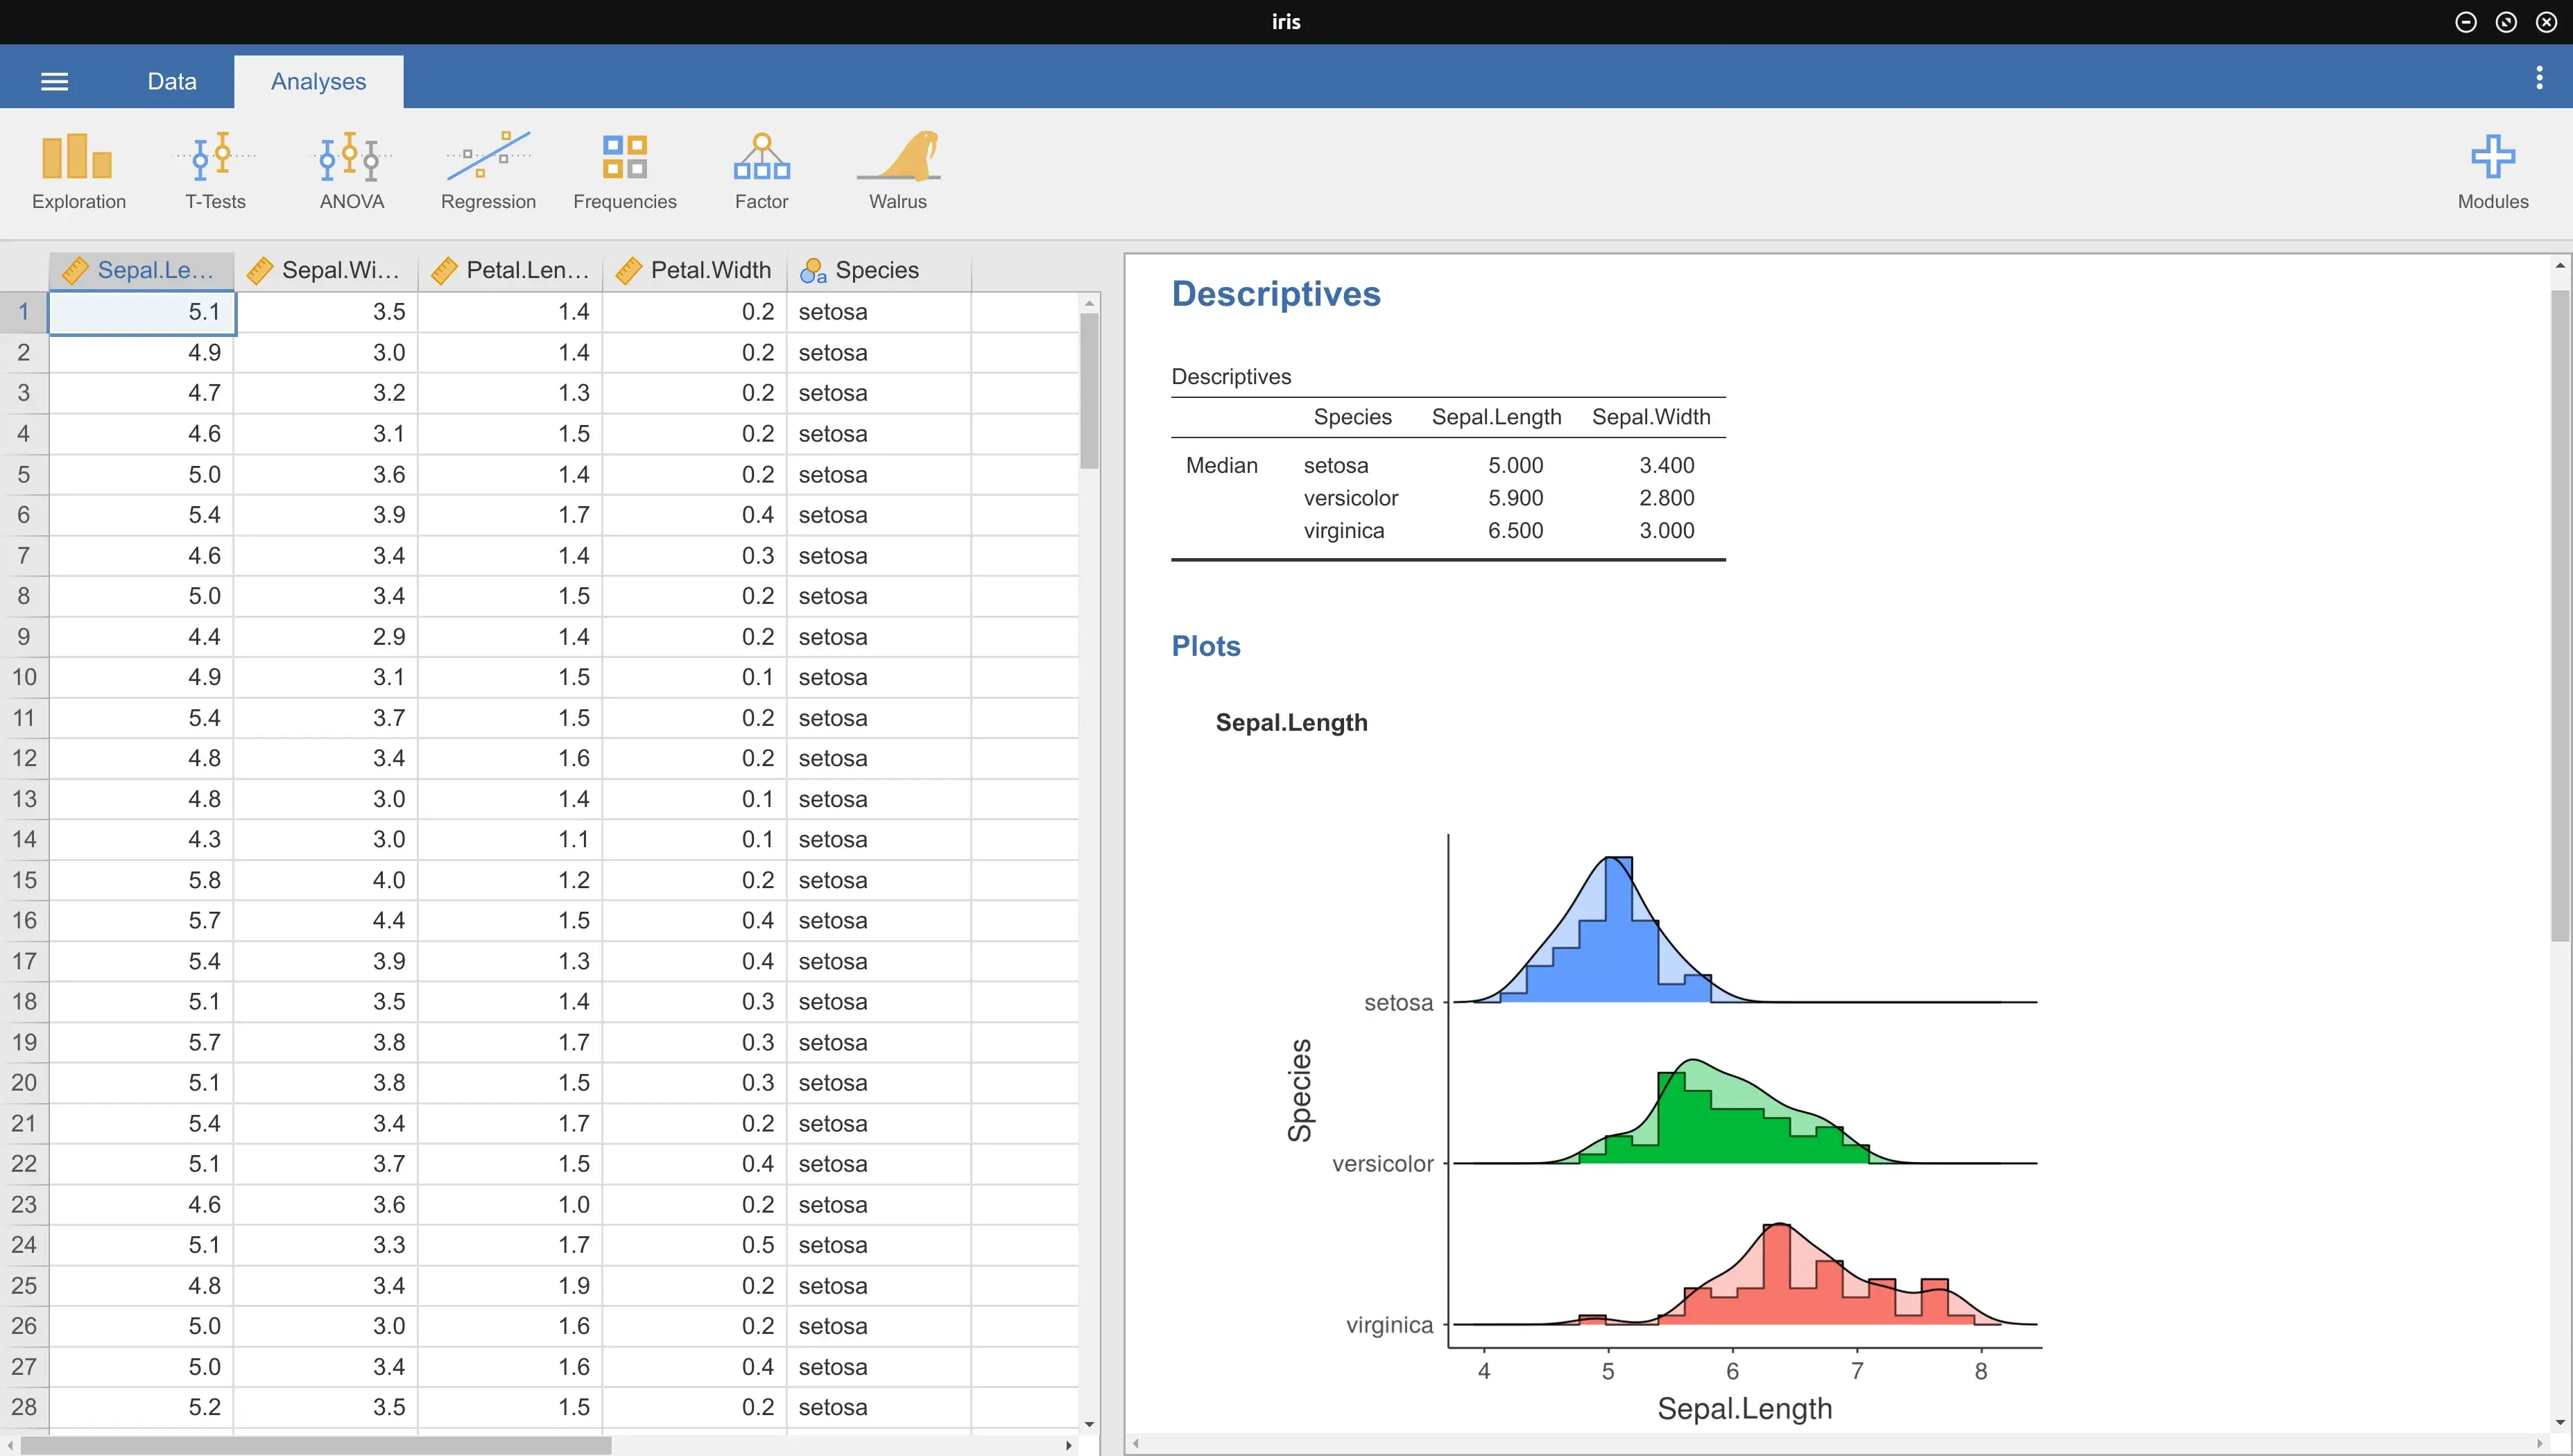 iris
Data Analyses
Exploration T-Tests ANOVA Regression Frequencies Factor Walrus Modules
Sepal.Le... Sepal.Wi... Petal.Len... Petal.Width a Species
1 5.1 3.5 1.4 0.2 setosa
2 4.9 3.0 1.4 0.2 setosa
3 4.7 3.2 1.3 0.2 setosa
4 4.6 3.1 1.5 0.2 setosa
5 5.0 3.6 1.4 0.2 setosa
6 5.4 3.9 1.7 0.4 setosa
7 4.6 3.4 1.4 0.3 setosa
8 5.0 3.4 1.5 0.2 setosa
9 4.4 2.9 1.4 0.2 setosa
10 4.9 3.1 1.5 0.1 setosa
11 5.4 3.7 1.5 0.2 setosa
12 4.8 3.4 1.6 0.2 setosa
13 4.8 3.0 1.4 0.1 setosa
14 4.3 3.0 1.1 0.1 setosa
15 5.8 4.0 1.2 0.2 setosa
16 5.7 4.4 1.5 0.4 setosa
17 5.4 3.9 1.3 0.4 setosa
18 5.1 3.5 1.4 0.3 setosa
19 5.7 3.8 1.7 0.3 setosa
20 5.1 3.8 1.5 0.3 setosa
21 5.4 3.4 1.7 0.2 setosa
22 5.1 3.7 1.5 0.4 setosa
23 4.6 3.6 1.0 0.2 setosa
24 5.1 3.3 1.7 0.5 setosa
25 4.8 3.4 1.9 0.2 setosa
26 5.0 3.0 1.6 0.2 setosa
27 5.0 3.4 1.6 0.4 setosa
28 5.2 3.5 1.5 0.2 setosa
Descriptives
Descriptives
Species Sepal.Length Sepal.Width
Median setosa 5.000 3.400
versicolor 5.900 2.800
virginica 6.500 3.000
Plots
Sepal.Length
Species
setosa
versicolor
virginica
4 5 6 7 8
Sepal.Length